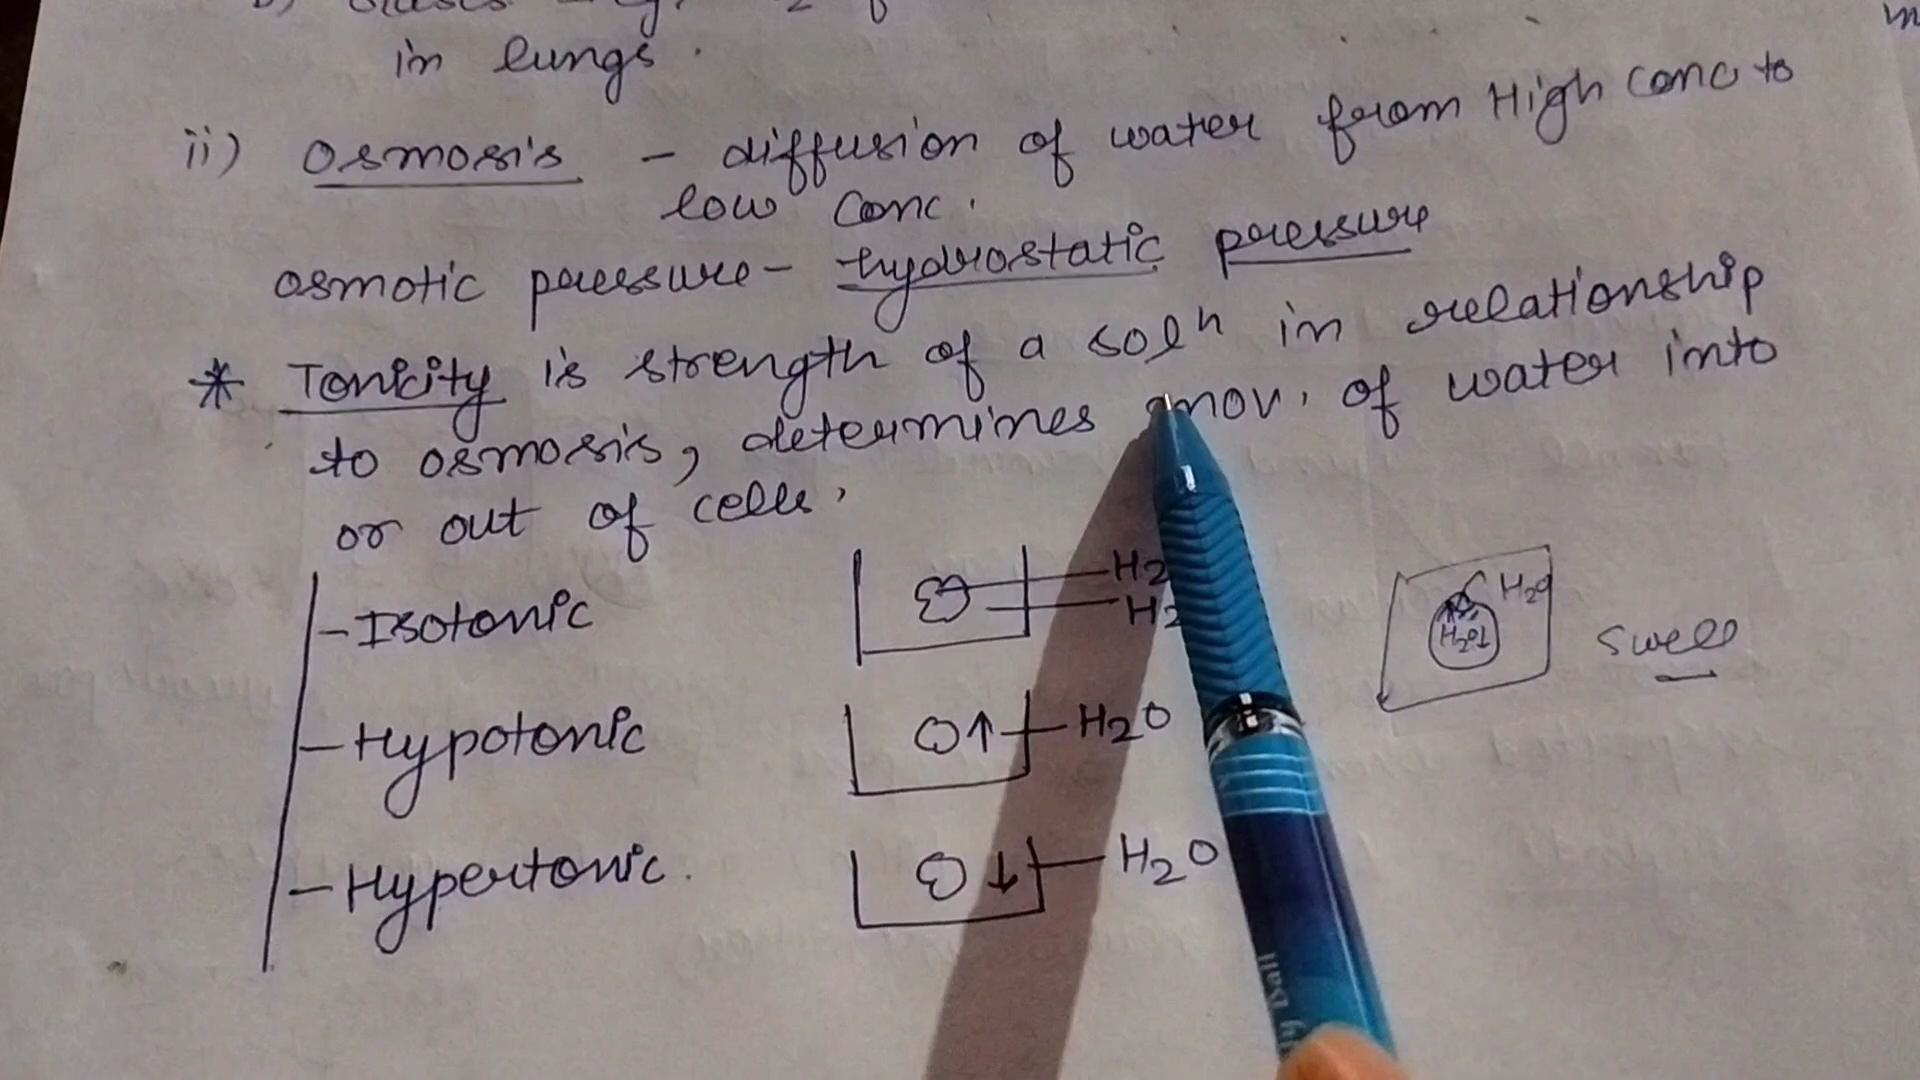 in lungs.
ii) Osmosis - diffusion of water from High conc to
low conc.
osmotic pressure - hydrostatic pressure
* Tonicity is strength of a solⁿ in relationship
to osmosis, determines mov. of water into
or out of cells.
- Isotonic
H2
H2
H2O
H2O↓
Swell
- Hypotonic
↑ H2O
- Hypertonic.
↓ H2O